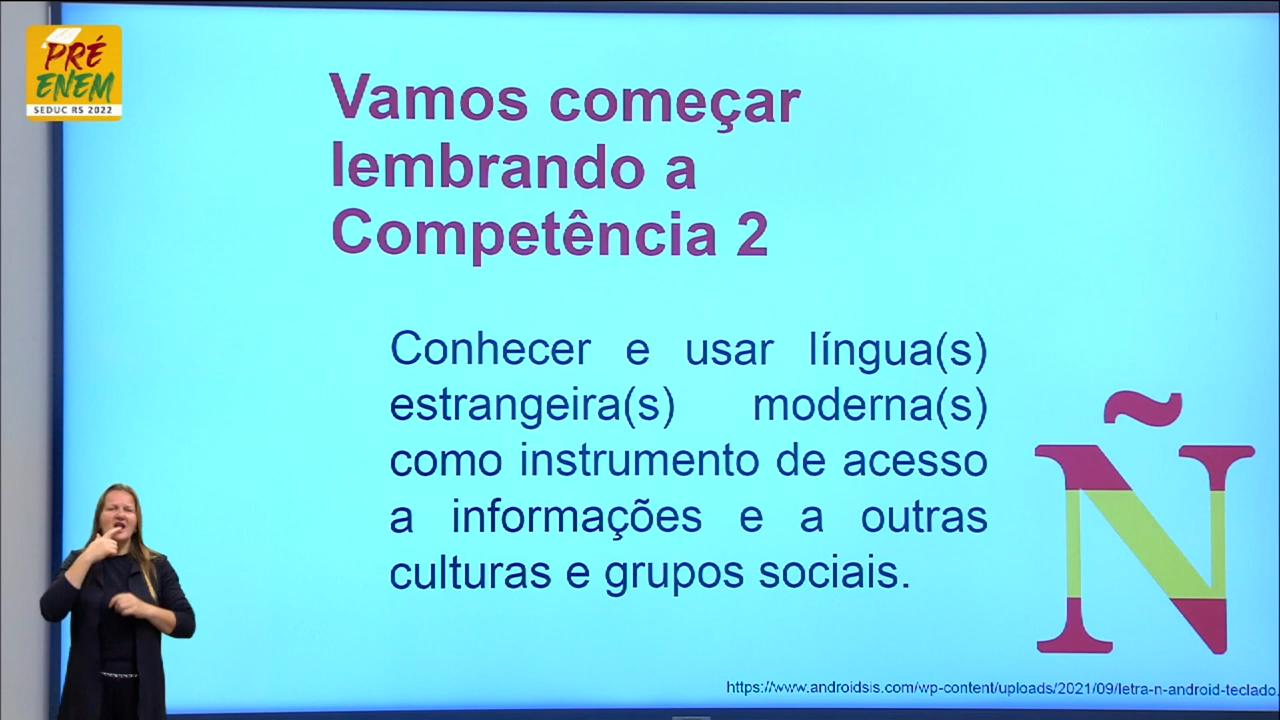 PRÉ
ENEM
SEDUC RS 2022
Vamos começar
lembrando a
Competência 2
Conhecer e usar língua(s)
estrangeira(s) moderna(s)
como instrumento de acesso
a informações e a outras
culturas e grupos sociais.
Ñ
https://www.androidsis.com/wp-content/uploads/2021/09/letra-n-android-teclado.